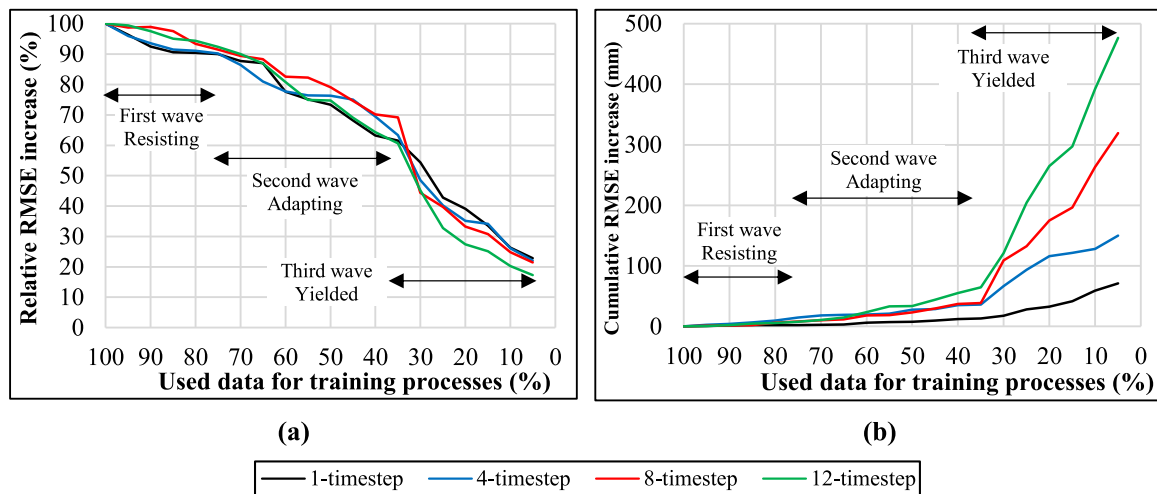 Relative RMSE increase (%)
100
90
80
70
60
50
40
30
20
10
0
First wave
Resisting
Second wave
Adapting
Third wave
Yielded
100 90 80 70 60 50 40 30 20 10 0
Used data for training processes (%)
(a)
Cumulative RMSE increase (mm)
500
400
300
200
100
0
First wave
Resisting
Second wave
Adapting
Third wave
Yielded
100 90 80 70 60 50 40 30 20 10 0
Used data for training processes (%)
(b)
1-timestep 4-timestep 8-timestep 12-timestep